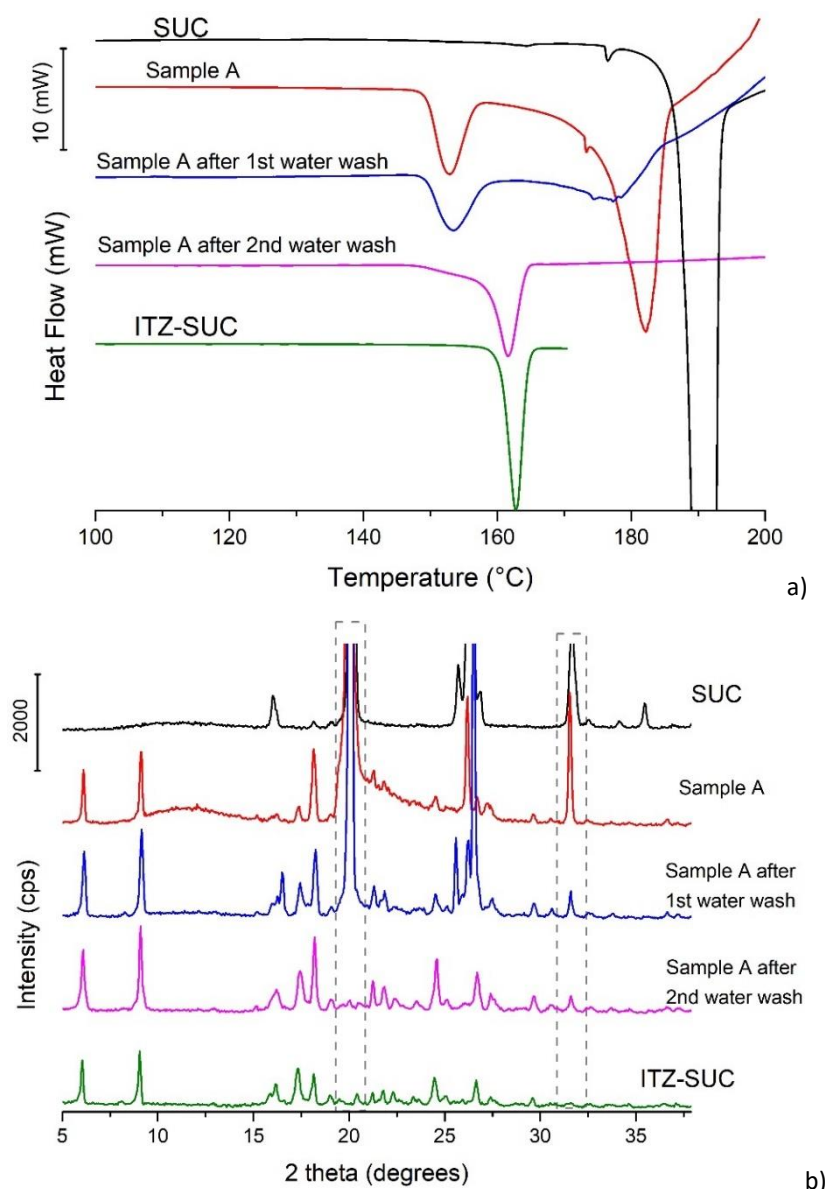 SUC
Sample A
Sample A after 1st water wash
Sample A after 2nd water wash
ITZ-SUC
10 (mW)
Heat Flow (mW)
100 120 140 160 180 200
Temperature (°C)
a)
2000
SUC
Sample A
Sample A after
1st water wash
Sample A after
2nd water wash
ITZ-SUC
Intensity (cps)
5 10 15 20 25 30 35
2 theta (degrees)
b)